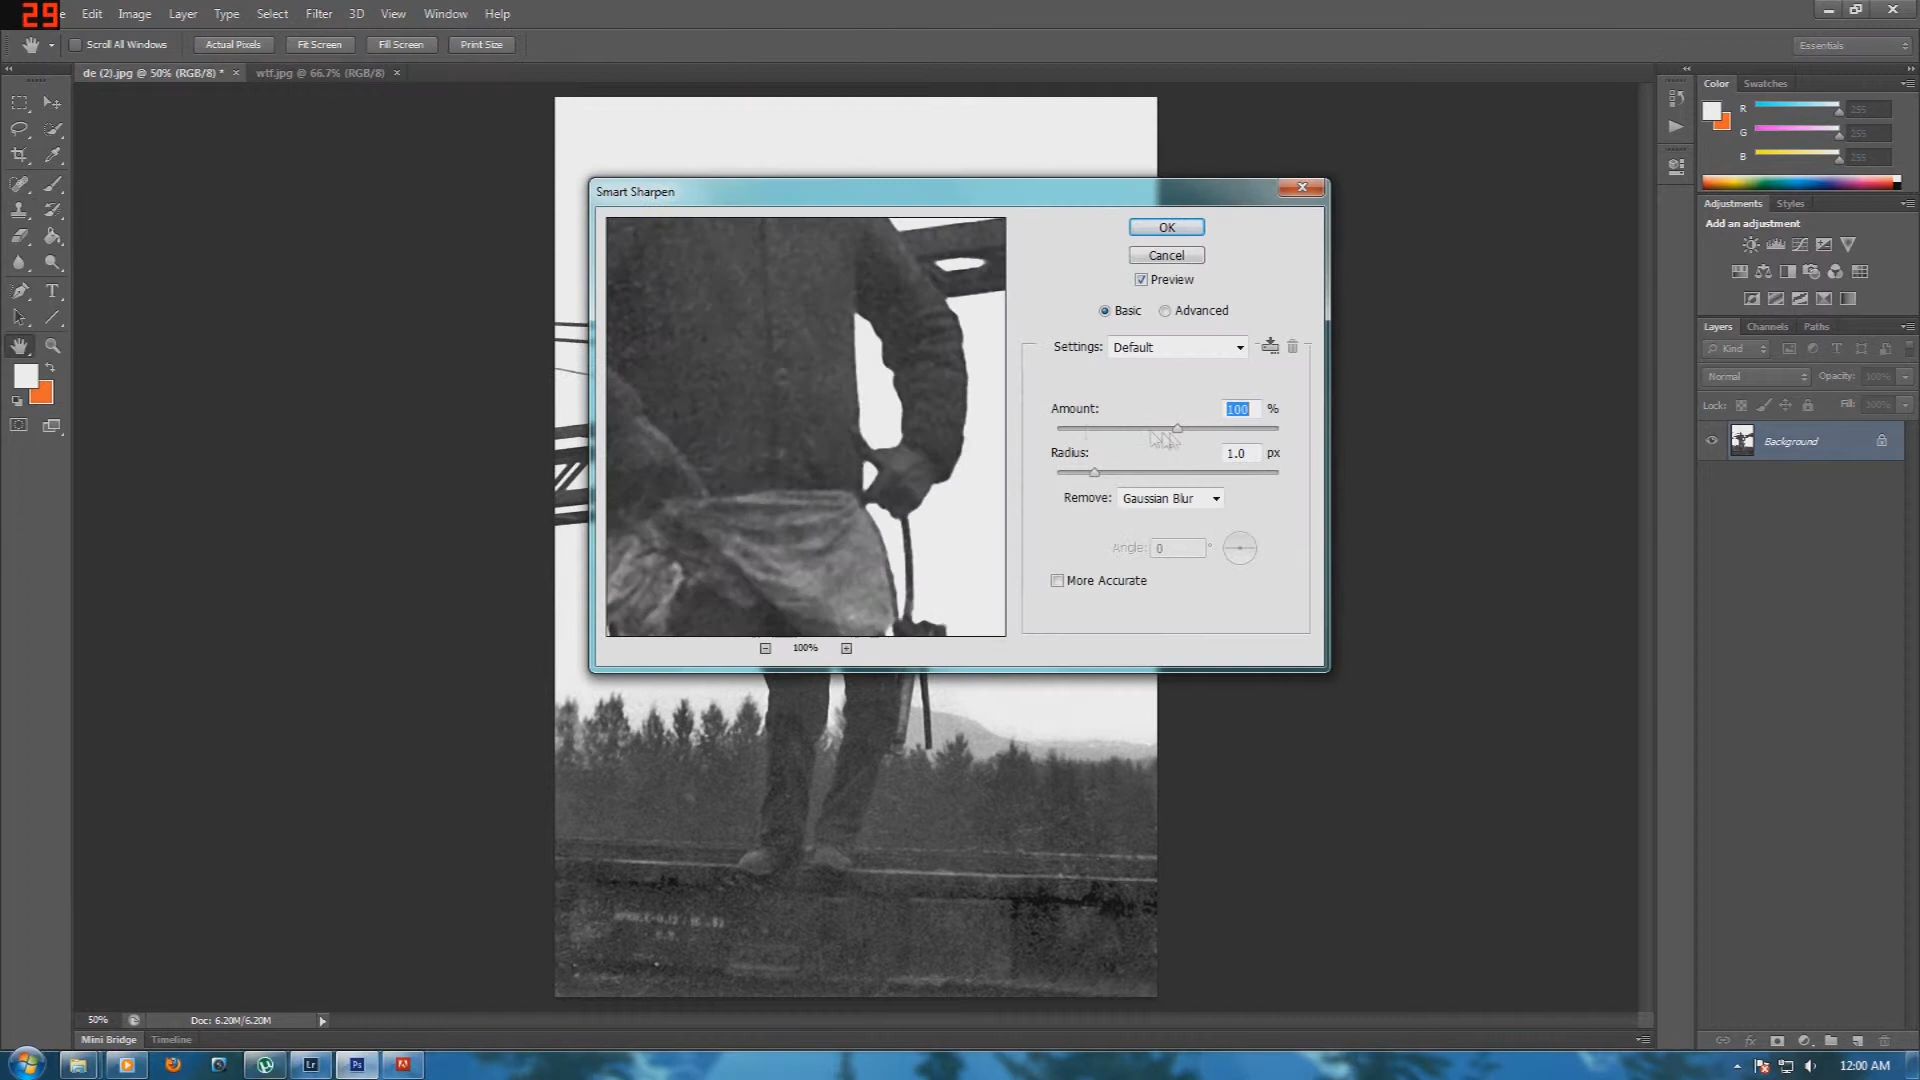 29
e Edit Image Layer Type Select Filter 3D View Window Help
Scroll All Windows Actual Pixels Fit Screen Fill Screen Print Size Essentials
de (2).jpg @ 50% (RGB/8) * × wtf.jpg @ 66.7% (RGB/8) ×
Color Swatches
R 255
G 255
B 255
Smart Sharpen
OK
Cancel
Preview
Basic Advanced
Settings: Default
Amount: 100 %
Radius: 1.0 px
Remove: Gaussian Blur
Angle: 0 °
More Accurate
100%
Adjustments Styles
Add an adjustment
Layers Channels Paths
Kind
Normal Opacity: 100%
Lock: Fill: 100%
Background
50% Doc: 6.20M/6.20M
Mini Bridge Timeline
Lr Ps 12:00 AM